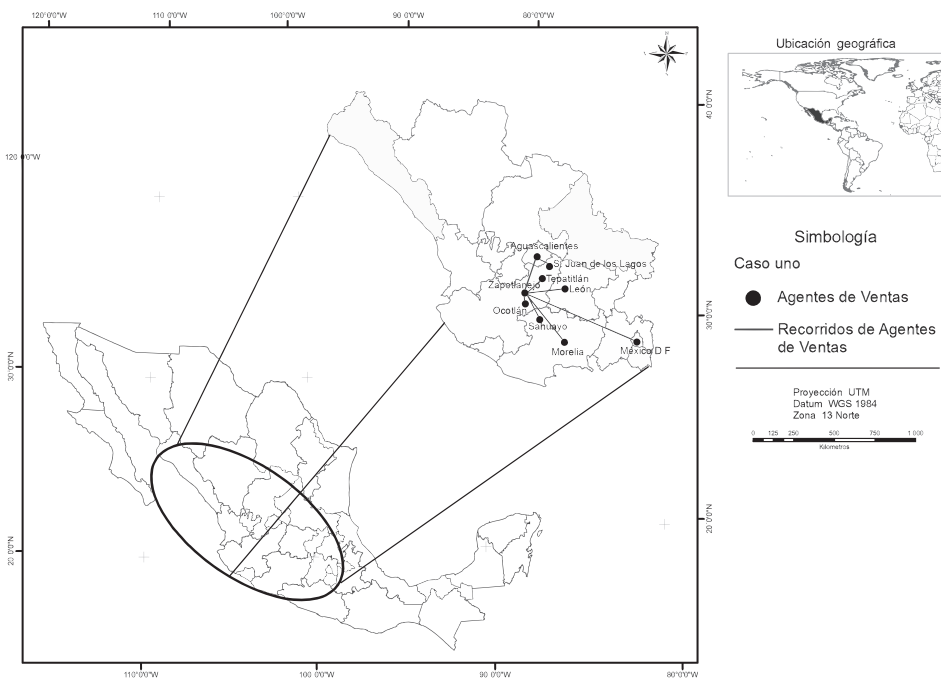 120°0'0"W
110 0'0"W
100°0'0"W
90 0'0"W
80°0'0"W
N
Ubicación geográfica
40 0'0"N
120 0'0"W
Simbología
Caso uno
Agentes de Ventas
Recorridos de Agentes
de Ventas
Aguascalientes
S. Juan de los Lagos
Tepatitlán
Zapotlanejo
León
Ocotlán
Sahuayo
Morelia
México D F
30°0'0"N
30°0'0"N
Proyección UTM
Datum WGS 1984
Zona 13 Norte
0 125 250 500 750 1 000
Kilometros
20 0'0"N
20 0'0"N
110°0'0"W
100 0'0"W
90 0'0"W
80°0'0"W